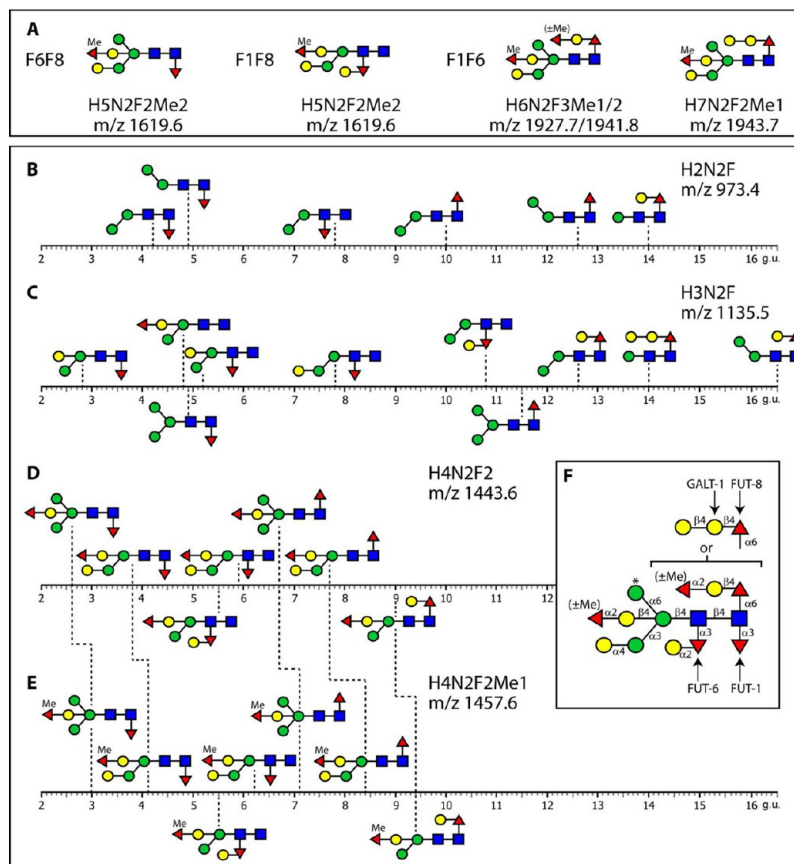 A
F6F8
Me
H5N2F2Me2
m/z 1619.6
F1F8
Me
H5N2F2Me2
m/z 1619.6
F1F6
(±Me)
Me
H6N2F3Me1/2
m/z 1927.7/1941.8
Me
H7N2F2Me1
m/z 1943.7
B
H2N2F
m/z 973.4
2 3 4 5 6 7 8 9 10 11 12 13 14 15 16 g.u.
C
H3N2F
m/z 1135.5
2 3 4 5 6 7 8 9 10 11 12 13 14 15 16 g.u.
D
H4N2F2
m/z 1443.6
2 3 4 5 6 7 8 9 10 11 12
E
H4N2F2Me1
m/z 1457.6
Me
Me
Me
Me
Me
Me
Me
2 3 4 5 6 7 8 9 10 11 12 13 14 15 16 g.u.
F
GALT-1 FUT-8
β4 β4
α6
or
(±Me)
α2 β4
*
α6
α6
(±Me)
α2 β4 β4 β4
α3
α3 α3
α4
α2
FUT-6 FUT-1